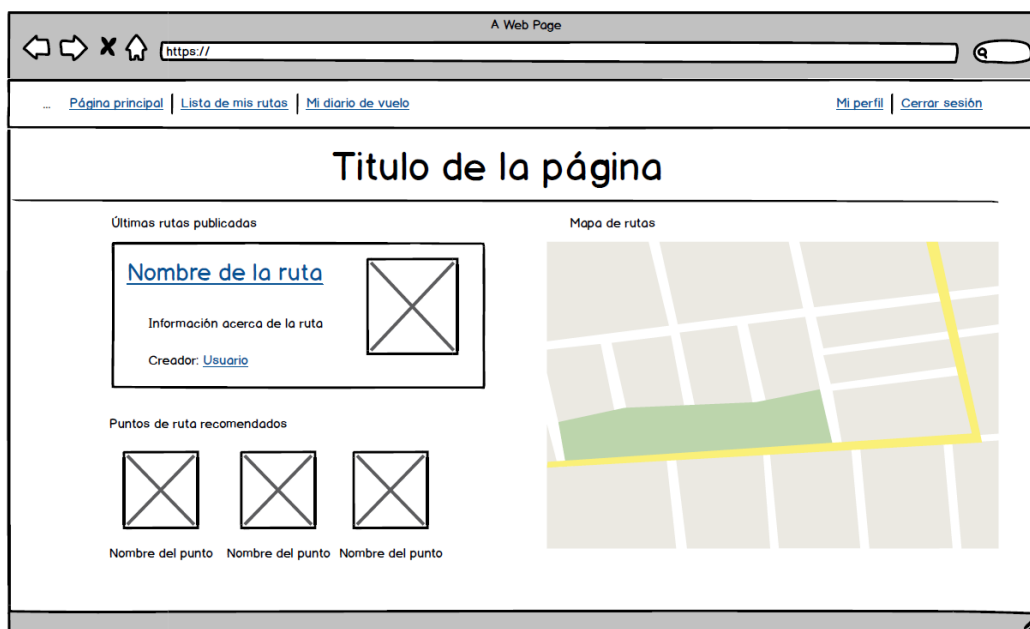 A Web Page
https://
... Página principal Lista de mis rutas Mi diario de vuelo Mi perfil Cerrar sesión
Titulo de la página
Últimas rutas publicadas
Nombre de la ruta
Información acerca de la ruta
Creador: Usuario
Puntos de ruta recomendados
Nombre del punto Nombre del punto Nombre del punto
Mapa de rutas